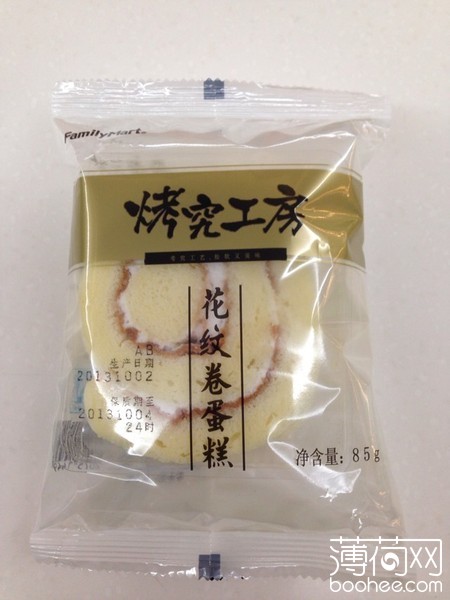 FamilyMart
烤究工房
花纹卷蛋糕
AB
生产日期
20131002
保质期至
20131004
24时
净含量: 85g
薄荷网
boohee.com